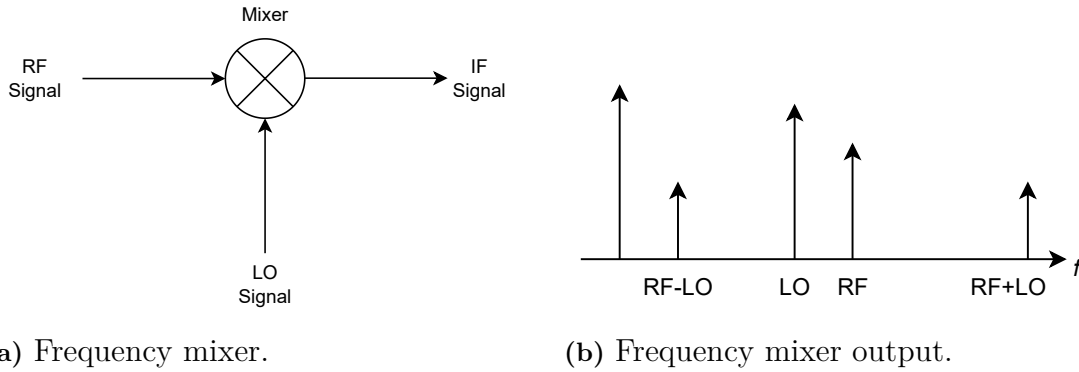 Mixer
RF
Signal
IF
Signal
LO
Signal
f
RF-LO
LO
RF
RF+LO
a) Frequency mixer.
(b) Frequency mixer output.